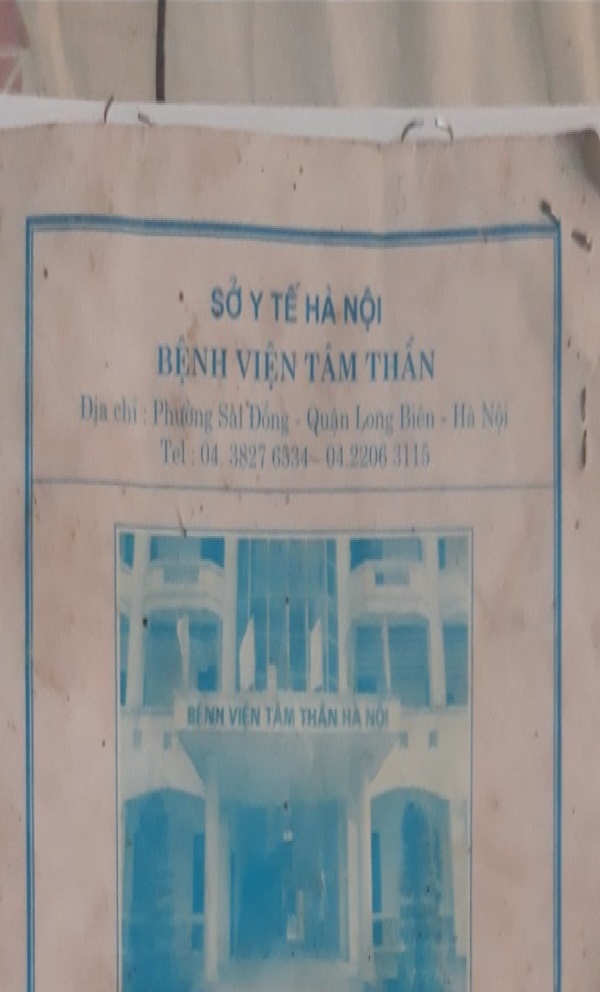 SỞ Y TẾ HÀ NỘI
BỆNH VIỆN TÂM THẦN
Địa chỉ : Phường Sài Đồng - Quận Long Biên - Hà Nội
Tel : 04. 3827 6534 - 04.2206 3115
BỆNH VIỆN TÂM THẦN HÀ NỘI